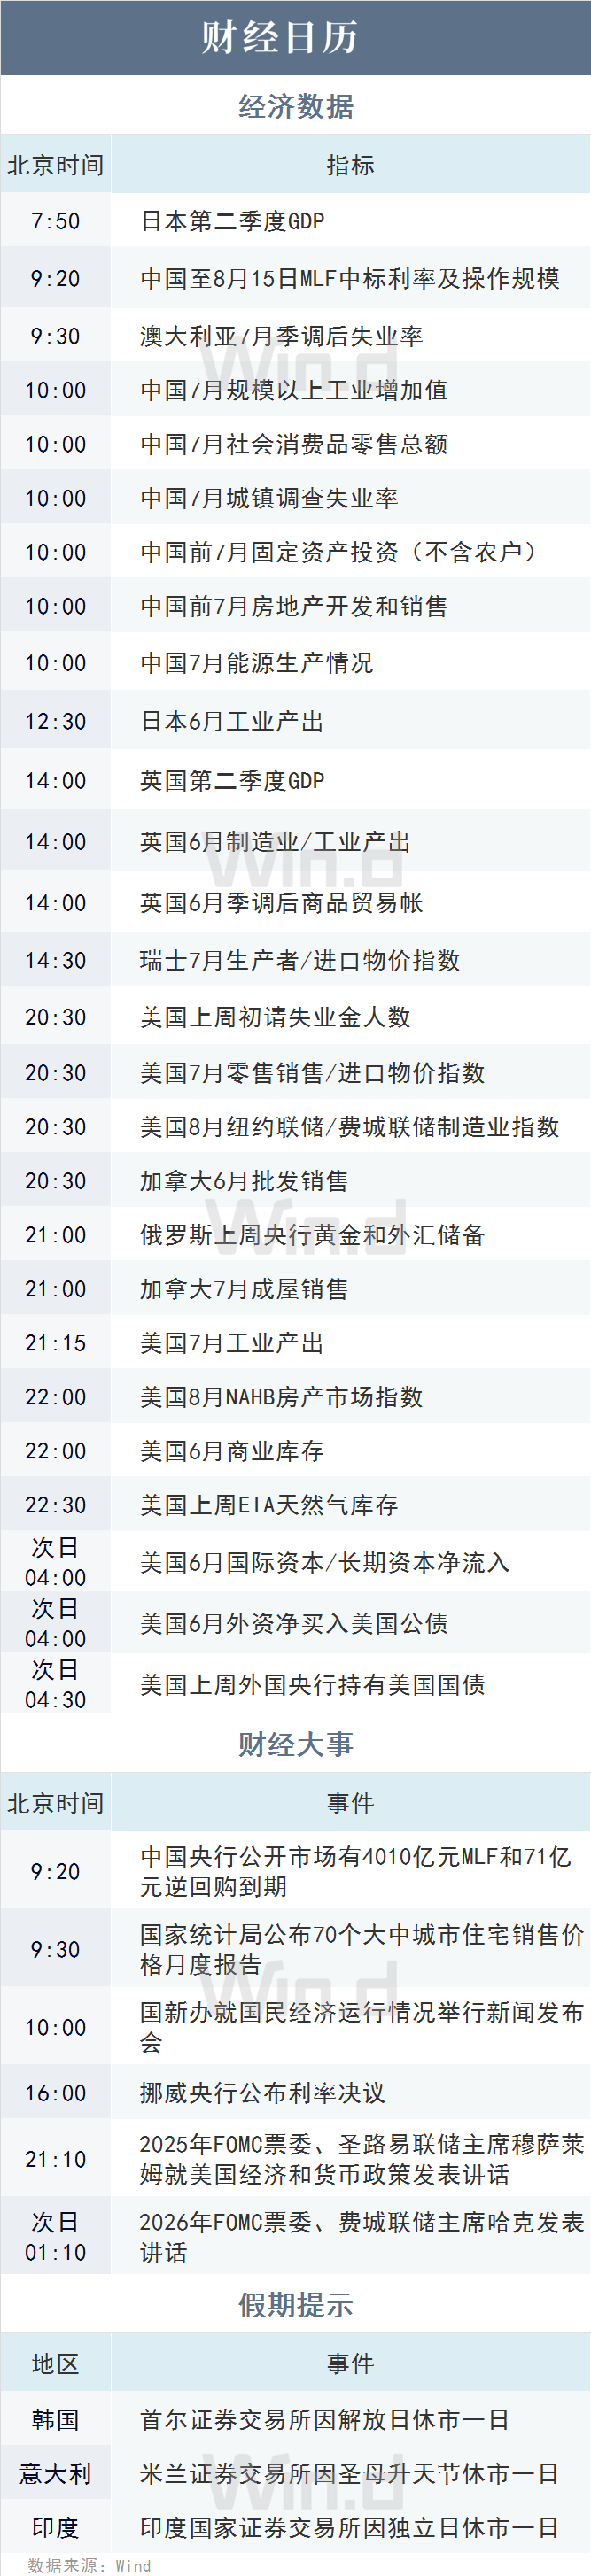 财经日历
经济数据
北京时间 指标
7:50 日本第二季度GDP
9:20 中国至8月15日MLF中标利率及操作规模
9:30 澳大利亚7月季调后失业率
10:00 中国7月规模以上工业增加值
10:00 中国7月社会消费品零售总额
10:00 中国7月城镇调查失业率
10:00 中国前7月固定资产投资（不含农户）
10:00 中国前7月房地产开发和销售
10:00 中国7月能源生产情况
12:30 日本6月工业产出
14:00 英国第二季度GDP
14:00 英国6月制造业/工业产出
14:00 英国6月季调后商品贸易帐
14:30 瑞士7月生产者/进口物价指数
20:30 美国上周初请失业金人数
20:30 美国7月零售销售/进口物价指数
20:30 美国8月纽约联储/费城联储制造业指数
20:30 加拿大6月批发销售
21:00 俄罗斯上周央行黄金和外汇储备
21:00 加拿大7月成屋销售
21:15 美国7月工业产出
22:00 美国8月NAHB房产市场指数
22:00 美国6月商业库存
22:30 美国上周EIA天然气库存
次日
04:00 美国6月国际资本/长期资本净流入
次日
04:00 美国6月外资净买入美国公债
次日
04:30 美国上周外国央行持有美国国债
财经大事
北京时间 事件
9:20 中国央行公开市场有4010亿元MLF和71亿
元逆回购到期
9:30 国家统计局公布70个大中城市住宅销售价
格月度报告
10:00 国新办就国民经济运行情况举行新闻发布
会
16:00 挪威央行公布利率决议
21:10 2025年FOMC票委、圣路易联储主席穆萨莱
姆就美国经济和货币政策发表讲话
次日
01:10 2026年FOMC票委、费城联储主席哈克发表
讲话
假期提示
地区 事件
韩国 首尔证券交易所因解放日休市一日
意大利 米兰证券交易所因圣母升天节休市一日
印度 印度国家证券交易所因独立日休市一日
数据来源：Wind
Win.d
Win.d
Win.d
Win.d
Win.d